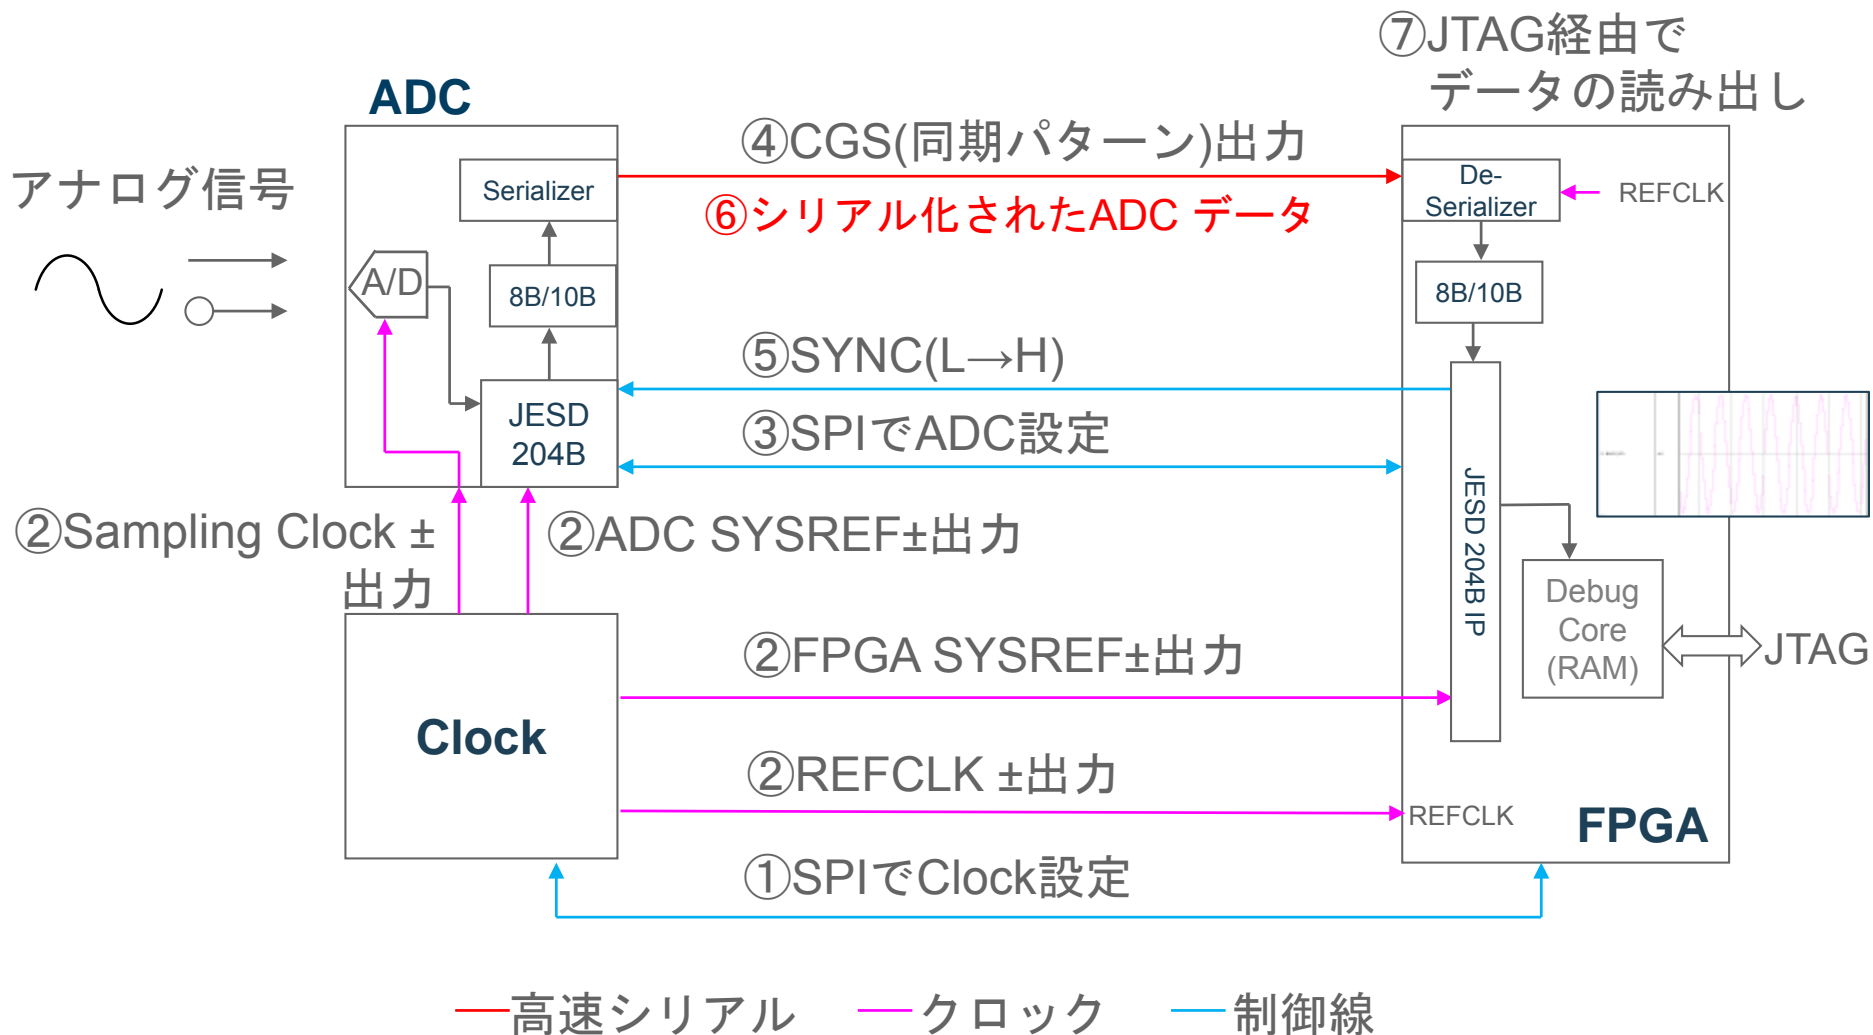 ⑦JTAG経由で
データの読み出し
ADC
④CGS(同期パターン)出力
アナログ信号
Serializer
De-
Serializer
REFCLK
⑥シリアル化されたADC データ
A/D
8B/10B
8B/10B
⑤SYNC(L→H)
JESD
204B
③SPIでADC設定
JESD 204B IP
②Sampling Clock ±
出力
②ADC SYSREF±出力
Debug
Core
(RAM)
JTAG
②FPGA SYSREF±出力
Clock
②REFCLK ±出力
REFCLK
FPGA
①SPIでClock設定
高速シリアル
クロック
制御線